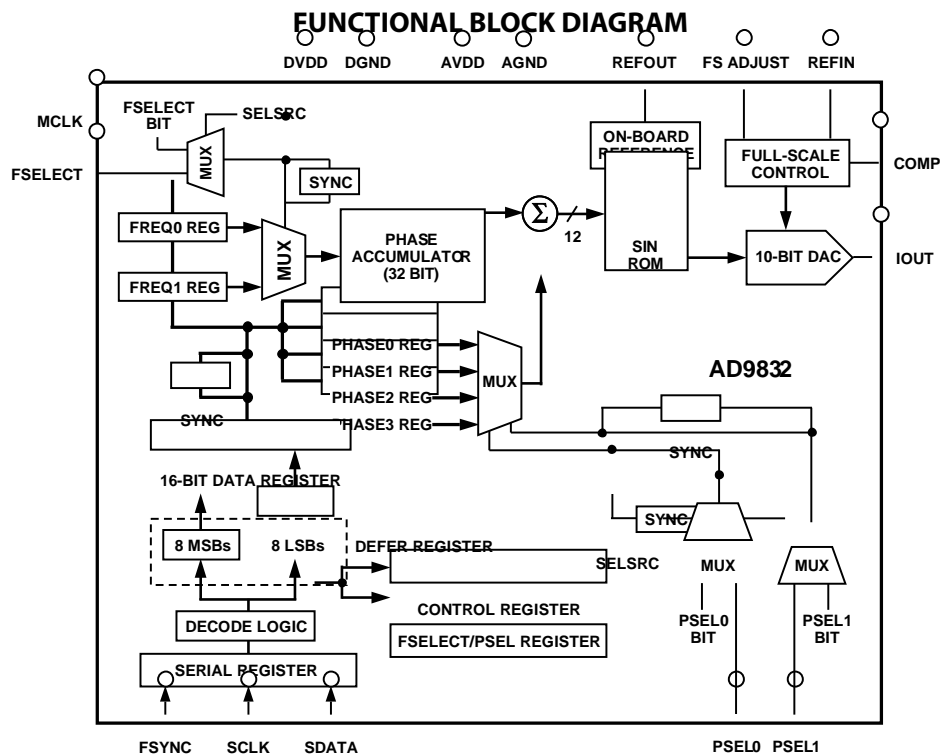 FUNCTIONAL BLOCK DIAGRAM
DVDD DGND AVDD AGND REFOUT FS ADJUST REFIN
MCLK
FSELECT
BIT
SELSRC
MUX
FSELECT
SYNC
ON-BOARD
REFERENCE
FULL-SCALE
CONTROL
COMP
FREQ0 REG
MUX
PHASE
ACCUMULATOR
(32 BIT)
Σ
12
SIN
ROM
10-BIT DAC
IOUT
FREQ1 REG
PHASE0 REG
PHASE1 REG
PHASE2 REG
PHASE3 REG
MUX
AD9832
SYNC
SYNC
16-BIT DATA REGISTER
SYNC
8 MSBs
8 LSBs
DEFER REGISTER
SELSRC
MUX
MUX
CONTROL REGISTER
PSEL0
BIT
PSEL1
BIT
DECODE LOGIC
FSELECT/PSEL REGISTER
SERIAL REGISTER
FSYNC SCLK SDATA PSEL0 PSEL1